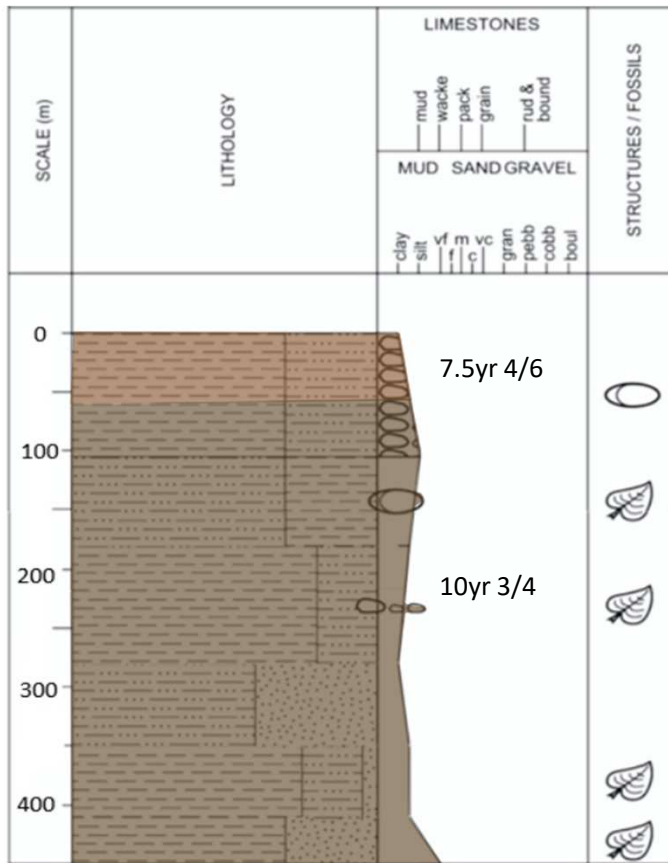 SCALE (m)
LITHOLOGY
LIMESTONES
mud
wacke
pack
grain
rud &
bound
MUD SAND GRAVEL
clay
silt
vf
f
m
c
vc
gran
pebb
cobb
boul
STRUCTURES / FOSSILS
0
7.5yr 4/6
100
200
10yr 3/4
300
400